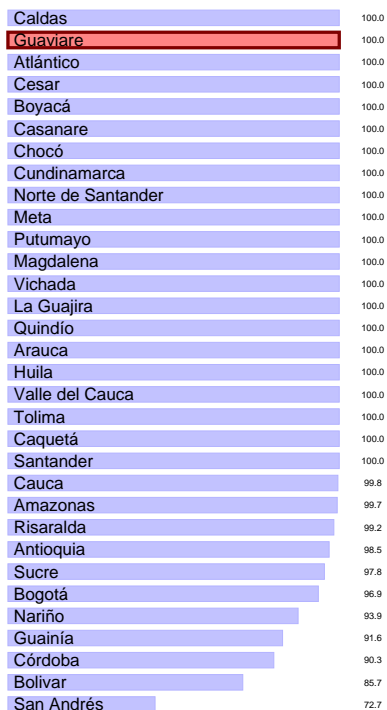 Caldas 100.0
Guaviare 100.0
Atlántico 100.0
Cesar 100.0
Boyacá 100.0
Casanare 100.0
Chocó 100.0
Cundinamarca 100.0
Norte de Santander 100.0
Meta 100.0
Putumayo 100.0
Magdalena 100.0
Vichada 100.0
La Guajira 100.0
Quindío 100.0
Arauca 100.0
Huila 100.0
Valle del Cauca 100.0
Tolima 100.0
Caquetá 100.0
Santander 100.0
Cauca 99.8
Amazonas 99.7
Risaralda 99.2
Antioquia 98.5
Sucre 97.8
Bogotá 96.9
Nariño 93.9
Guainía 91.6
Córdoba 90.3
Bolivar 85.7
San Andrés 72.7